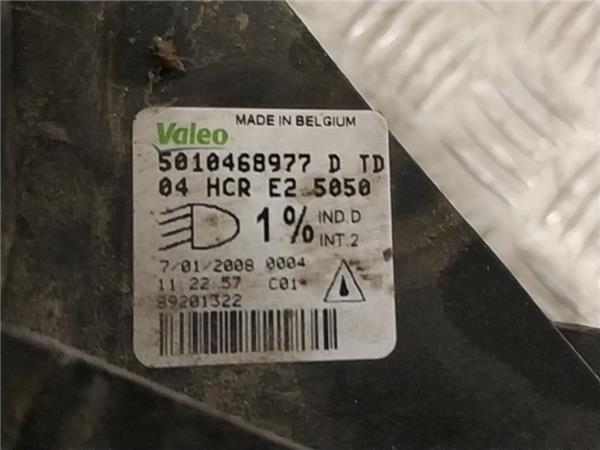 Valeo MADE IN BELGIUM
5010468977 D TD
04 HCR E2 5050
1% IND.D
INT.2
7/01/2008 0004
11 22 57 C01*
89201322